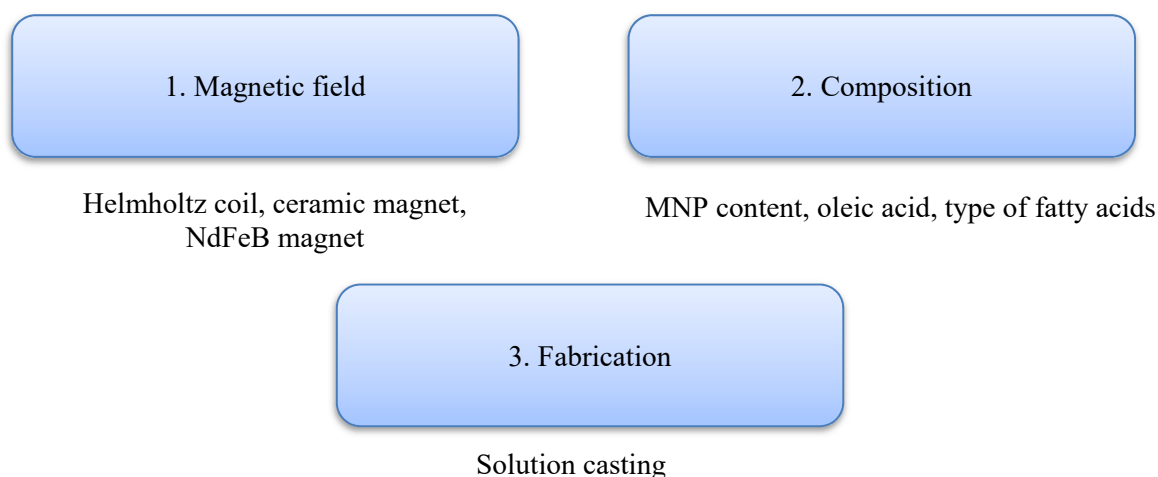 1. Magnetic field
Helmholtz coil, ceramic magnet,
NdFeB magnet
2. Composition
MNP content, oleic acid, type of fatty acids
3. Fabrication
Solution casting